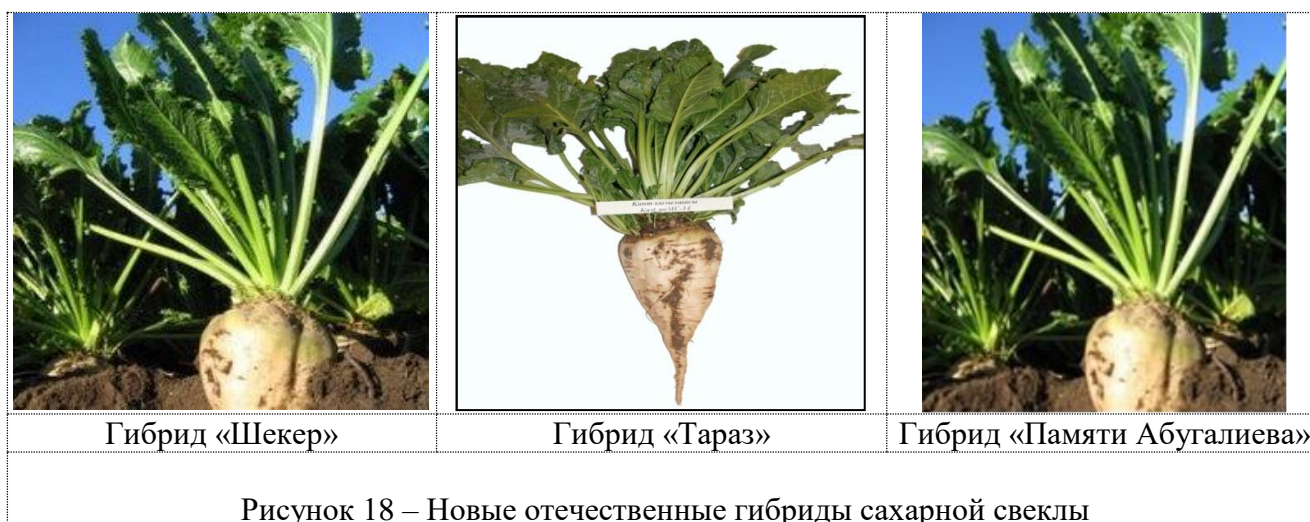 Гибрид «Шекер»
Гибрид «Тараз»
Гибрид «Памяти Абугалиева»
Рисунок 18 – Новые отечественные гибриды сахарной свеклы